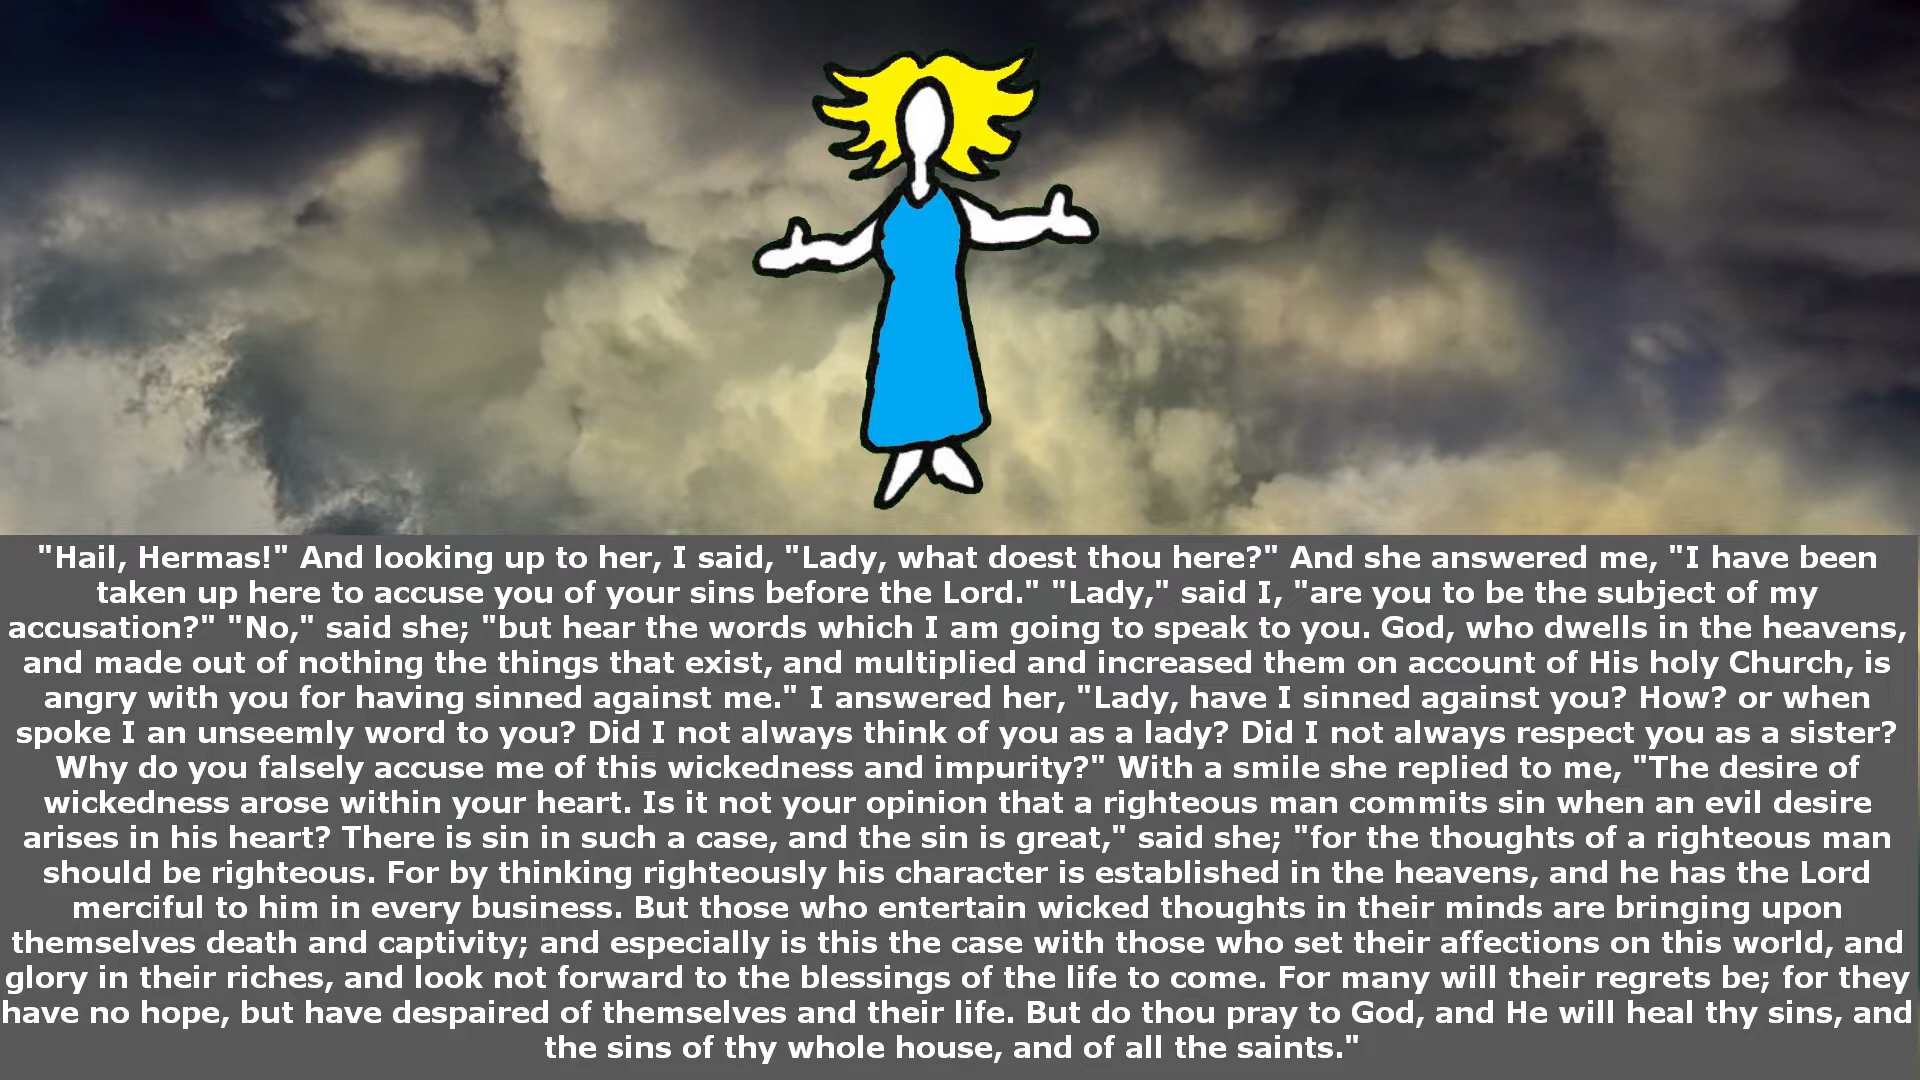 "Hail, Hermas!" And looking up to her, I said, "Lady, what doest thou here?" And she answered me, "I have been
taken up here to accuse you of your sins before the Lord." "Lady," said I, "are you to be the subject of my
accusation?" "No," said she; "but hear the words which I am going to speak to you. God, who dwells in the heavens,
and made out of nothing the things that exist, and multiplied and increased them on account of His holy Church, is
angry with you for having sinned against me." I answered her, "Lady, have I sinned against you? How? or when
spoke I an unseemly word to you? Did I not always think of you as a lady? Did I not always respect you as a sister?
Why do you falsely accuse me of this wickedness and impurity?" With a smile she replied to me, "The desire of
wickedness arose within your heart. Is it not your opinion that a righteous man commits sin when an evil desire
arises in his heart? There is sin in such a case, and the sin is great," said she; "for the thoughts of a righteous man
should be righteous. For by thinking righteously his character is established in the heavens, and he has the Lord
merciful to him in every business. But those who entertain wicked thoughts in their minds are bringing upon
themselves death and captivity; and especially is this the case with those who set their affections on this world, and
glory in their riches, and look not forward to the blessings of the life to come. For many will their regrets be; for they
have no hope, but have despaired of themselves and their life. But do thou pray to God, and He will heal thy sins, and
the sins of thy whole house, and of all the saints."